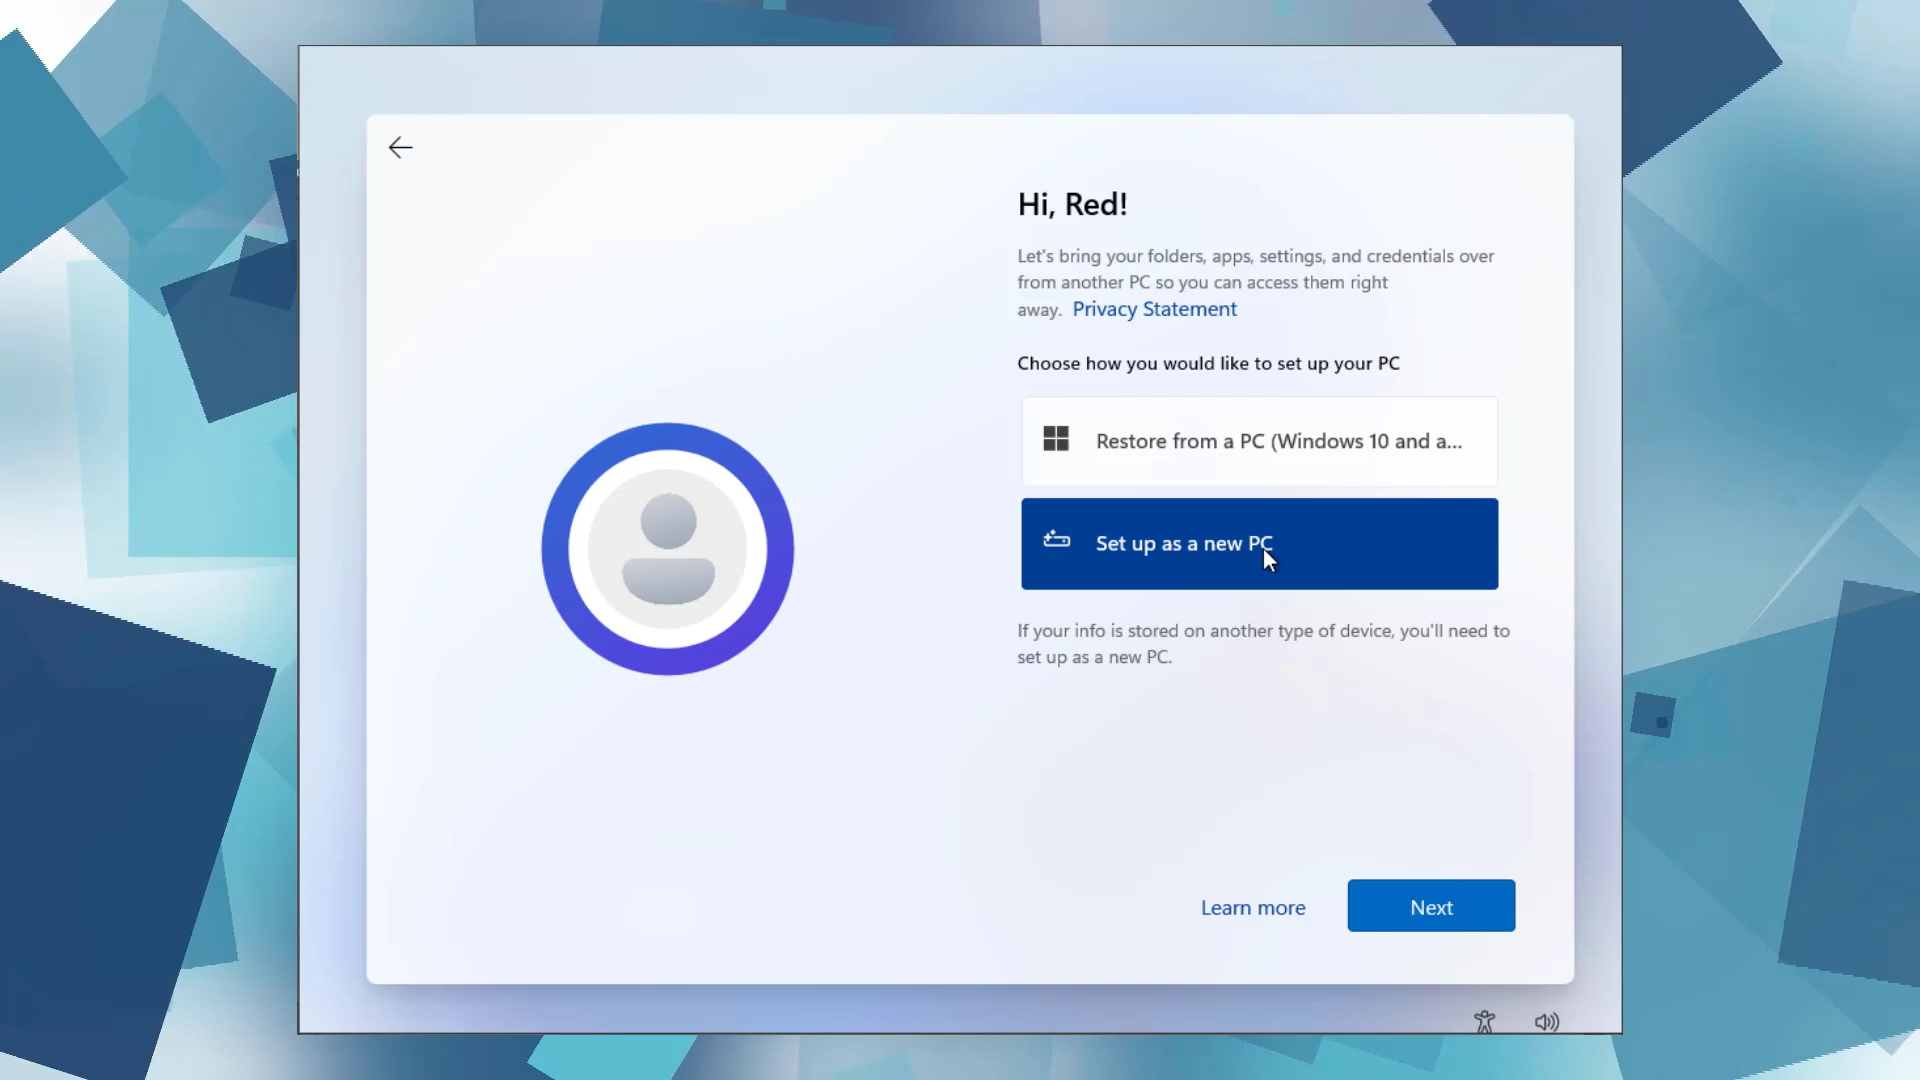 Hi, Red!
Let's bring your folders, apps, settings, and credentials over
from another PC so you can access them right
away. Privacy Statement
Choose how you would like to set up your PC
Restore from a PC (Windows 10 and a...
Set up as a new PC
If your info is stored on another type of device, you'll need to
set up as a new PC.
Learn more
Next